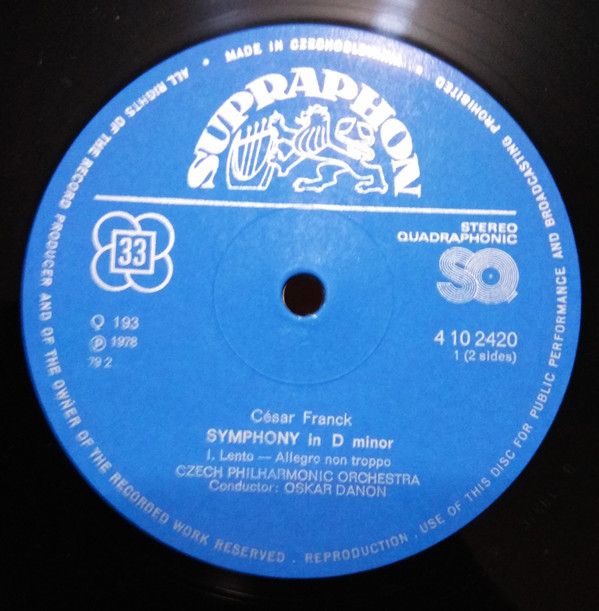 MADE IN CZECHOSLOVAKIA • ALL RIGHTS OF THE RECORD PRODUCER AND OF THE OWNER OF THE RECORDED WORK RESERVED . REPRODUCTION , USE OF THIS DISC FOR PUBLIC PERFORMANCE AND BROADCASTING PROHIBITED •
SUPRAPHON
STEREO
QUADRAPHONIC
33
SQ
193
Ⓟ 1978
79 2
4 10 2420
1 (2 sides)
César Franck
SYMPHONY in D minor
I. Lento — Allegro non troppo
CZECH PHILHARMONIC ORCHESTRA
Conductor: OSKAR DANON